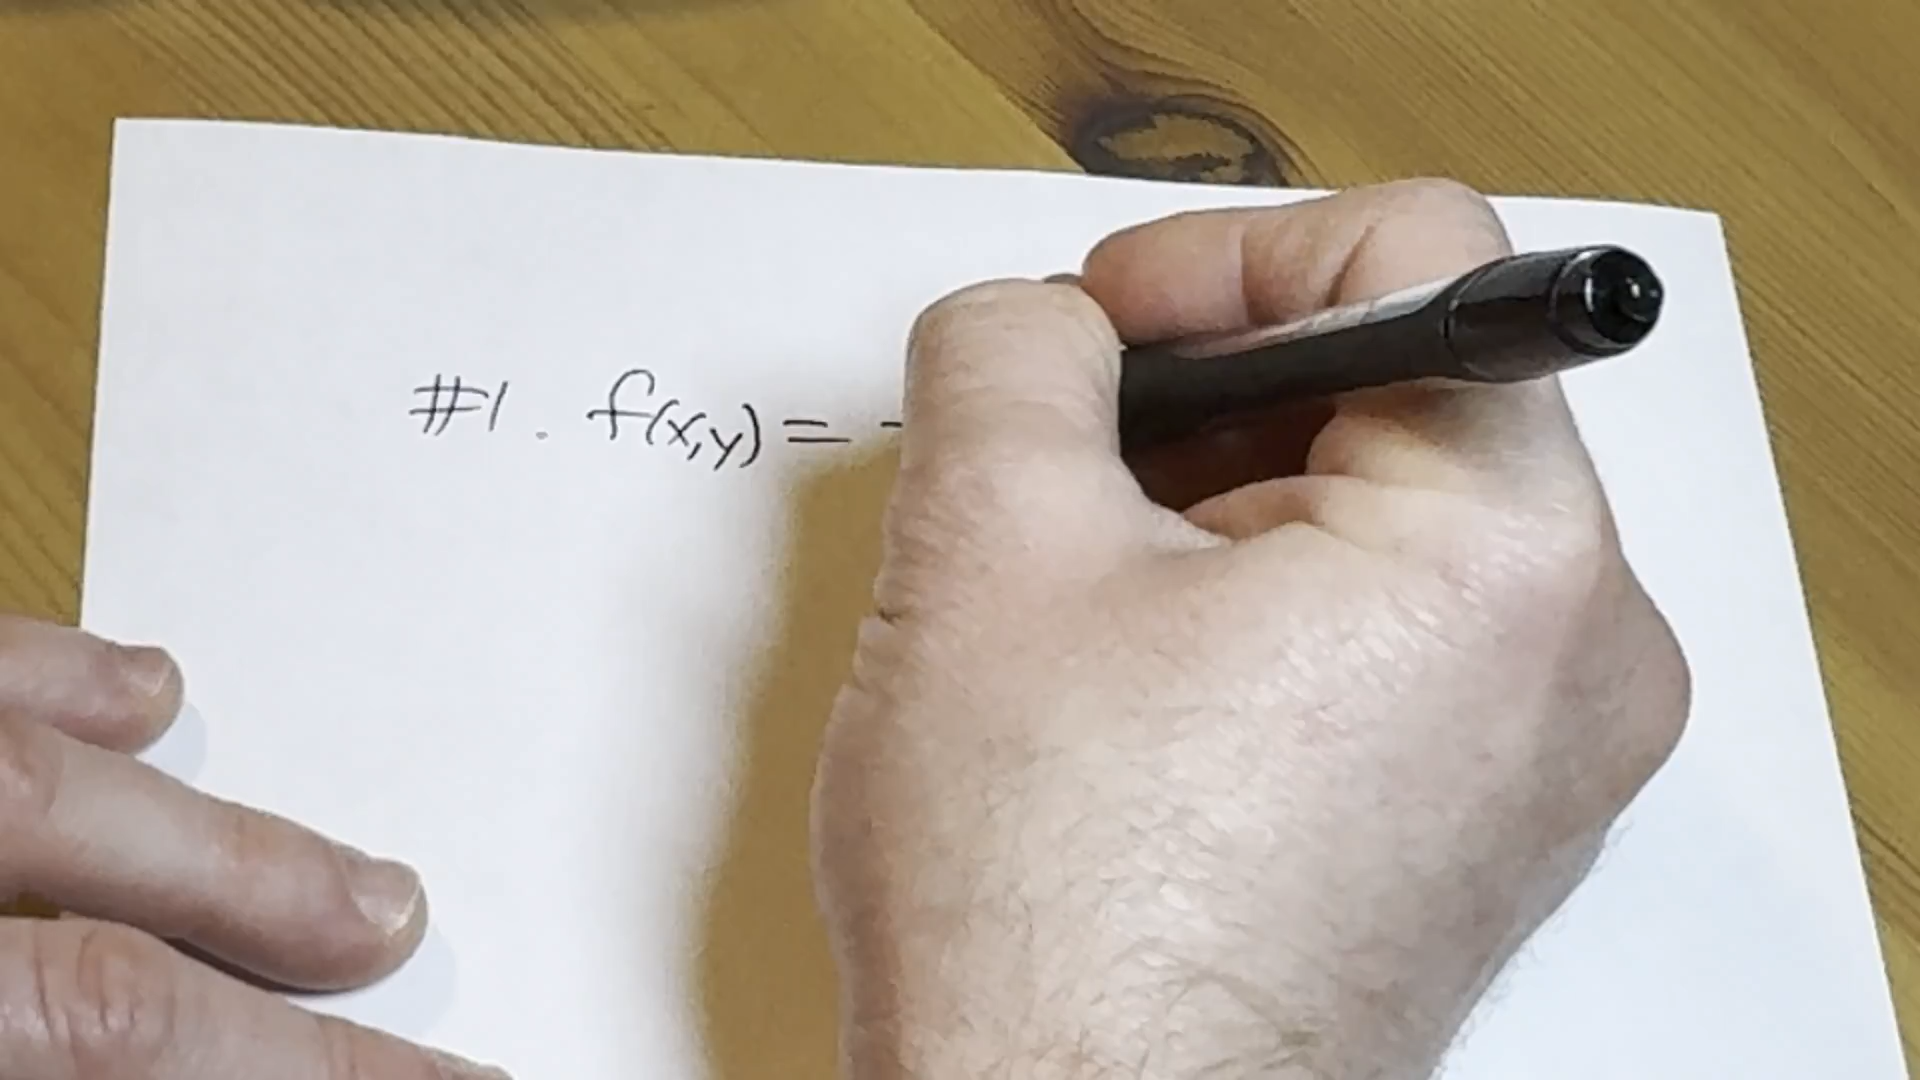 #1. f(x,y) = -